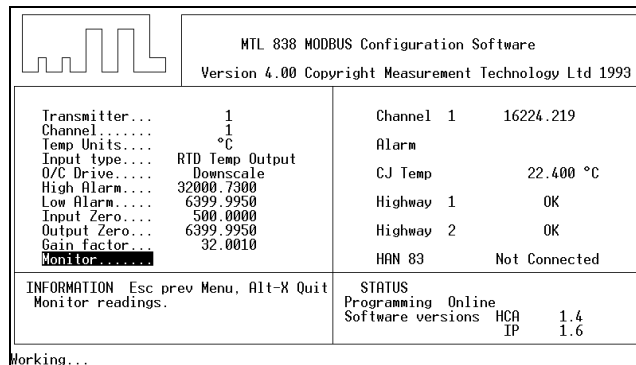 MTL 838 MODBUS Configuration Software
Version 4.00 Copyright Measurement Technology Ltd 1993
Transmitter... 1
Channel....... 1
Temp Units.... °C
Input type.... RTD Temp Output
O/C Drive..... Downscale
High Alarm.... 32000.7300
Low Alarm..... 6399.9950
Input Zero.... 500.0000
Output Zero... 6399.9950
Gain factor... 32.0010
Monitor.......
Channel 1 16224.219
Alarm
CJ Temp 22.400 °C
Highway 1 OK
Highway 2 OK
HAN 83 Not Connected
INFORMATION Esc prev Menu, Alt-X Quit
Monitor readings.
STATUS
Programming Online
Software versions HCA 1.4
IP 1.6
Working...